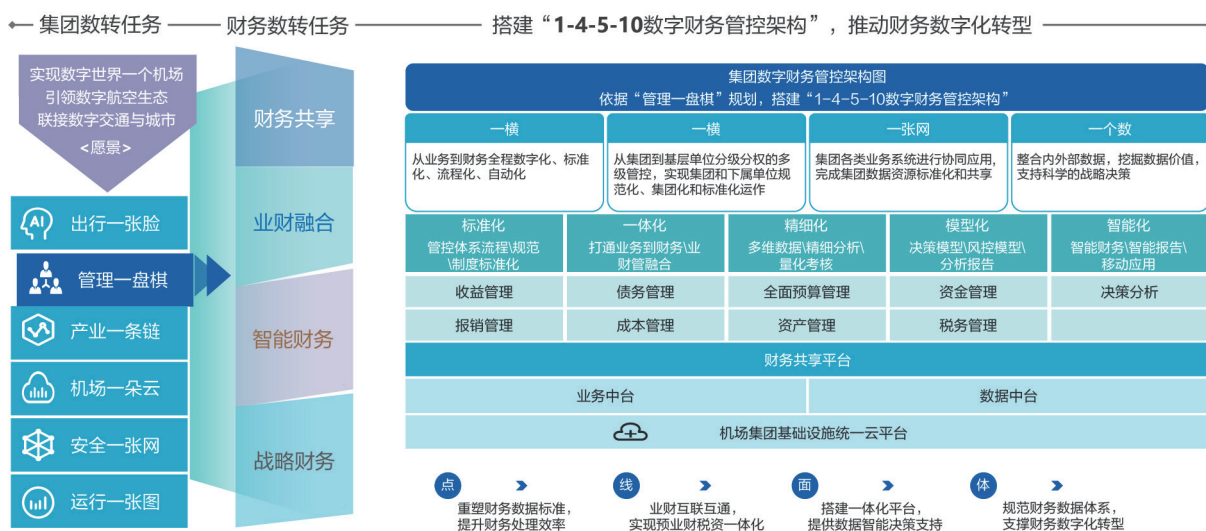 集团数转任务
财务数转任务
搭建“1-4-5-10数字财务管控架构”，推动财务数字化转型
实现数字世界一个机场
引领数字航空生态
联接数字交通与城市
<愿景>
出行一张脸
管理一盘棋
产业一条链
机场一朵云
安全一张网
运行一张图
财务共享
业财融合
智能财务
战略财务
集团数字财务管控架构图
依据“管理一盘棋”规划，搭建“1-4-5-10数字财务管控架构”
一横
从业务到财务全程数字化、标准
化、流程化、自动化
一横
从集团到基层单位分级分权的多
级管控，实现集团和下属单位规
范化、集团化和标准化运作
一张网
集团各类业务系统进行协同应用,
完成集团数据资源标准化和共享
一个数
整合内外部数据，挖掘数据价值，
支持科学的战略决策
标准化
管控体系流程\规范
\制度标准化
一体化
打通业务到财务\业
财管融合
精细化
多维数据\精细分析\
量化考核
模型化
决策模型\风控模型\
分析报告
智能化
智能财务\智能报告\
移动应用
收益管理
债务管理
全面预算管理
资金管理
决策分析
报销管理
成本管理
资产管理
税务管理
财务共享平台
业务中台
数据中台
机场集团基础设施统一云平台
点
重塑财务数据标准，
提升财务处理效率
线
业财互联互通，
实现预业财税资一体化
面
搭建一体化平台，
提供数据智能决策支持
体
规范财务数据体系，
支撑财务数字化转型
AI